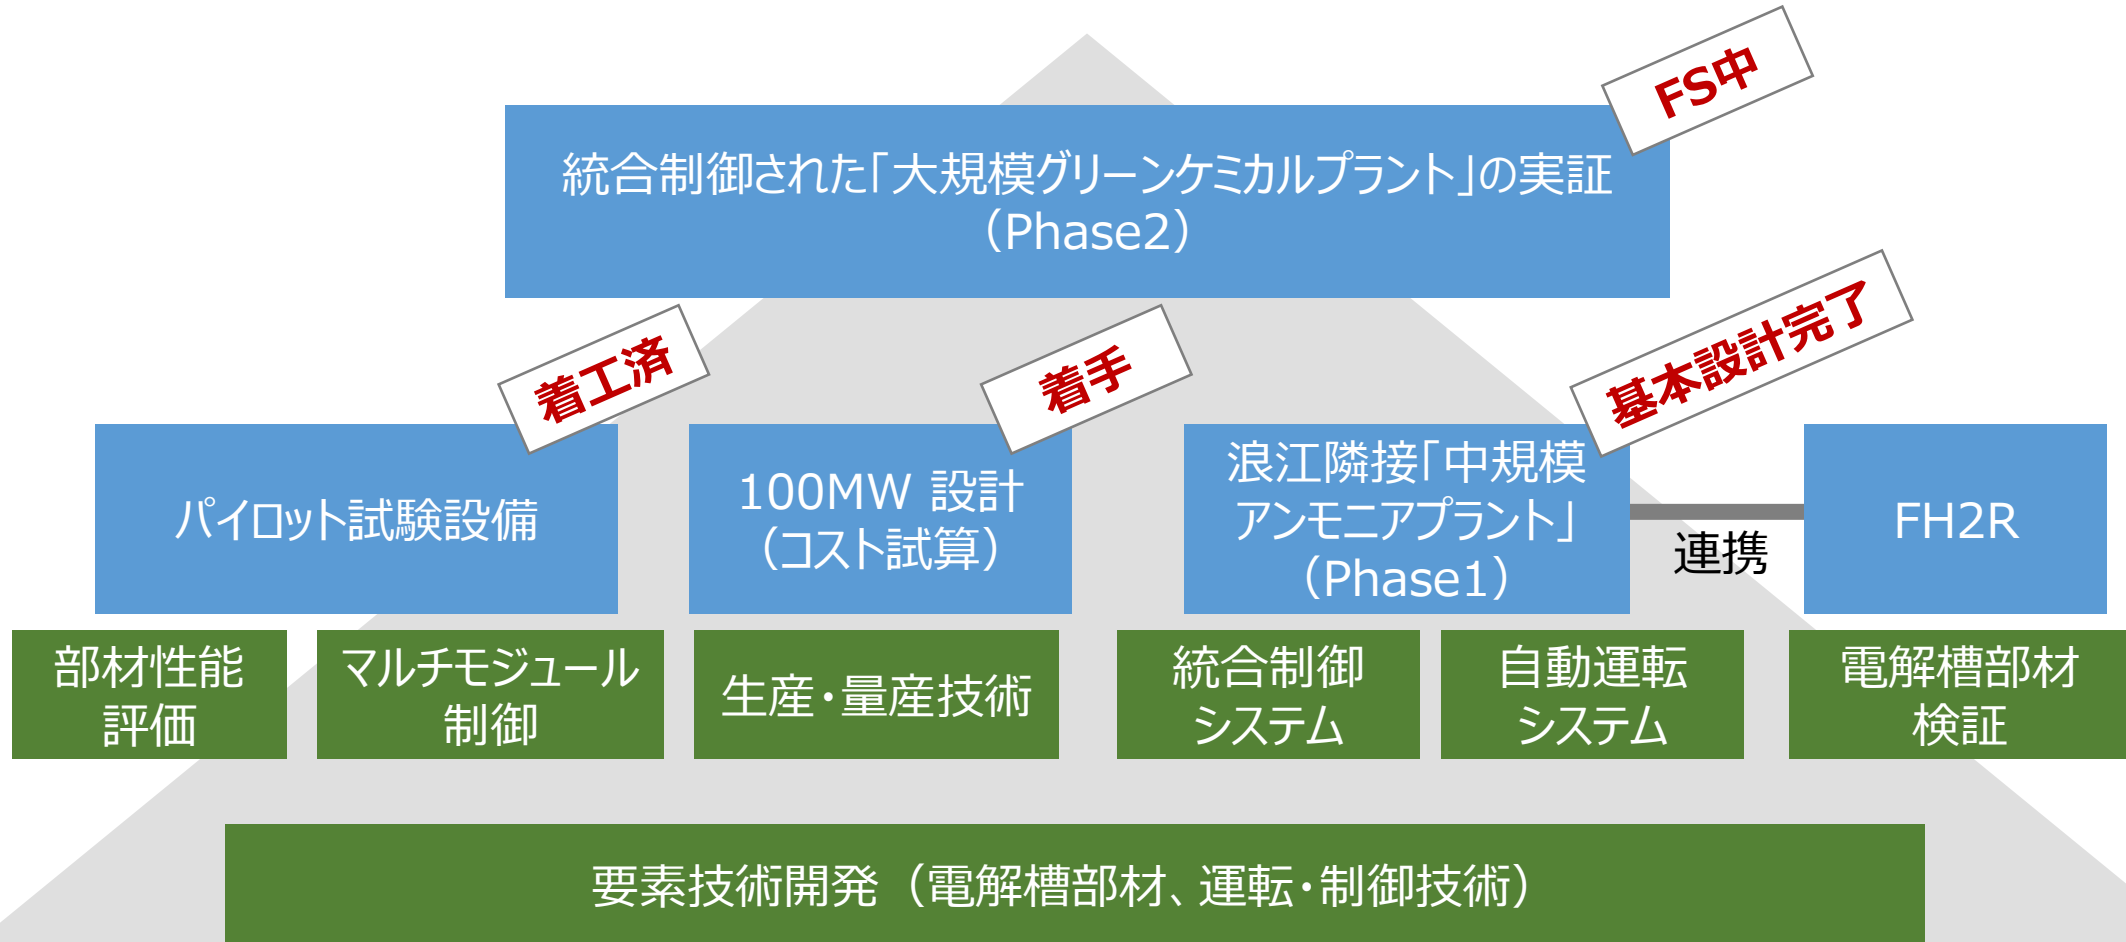 FS中
統合制御された「大規模グリーンケミカルプラント」の実証
（Phase2）
着工済
着手
基本設計完了
パイロット試験設備
100MW 設計
（コスト試算）
浪江隣接「中規模
アンモニアプラント」
（Phase1）
連携
FH2R
部材性能
評価
マルチモジュール
制御
生産・量産技術
統合制御
システム
自動運転
システム
電解槽部材
検証
要素技術開発（電解槽部材、運転・制御技術）